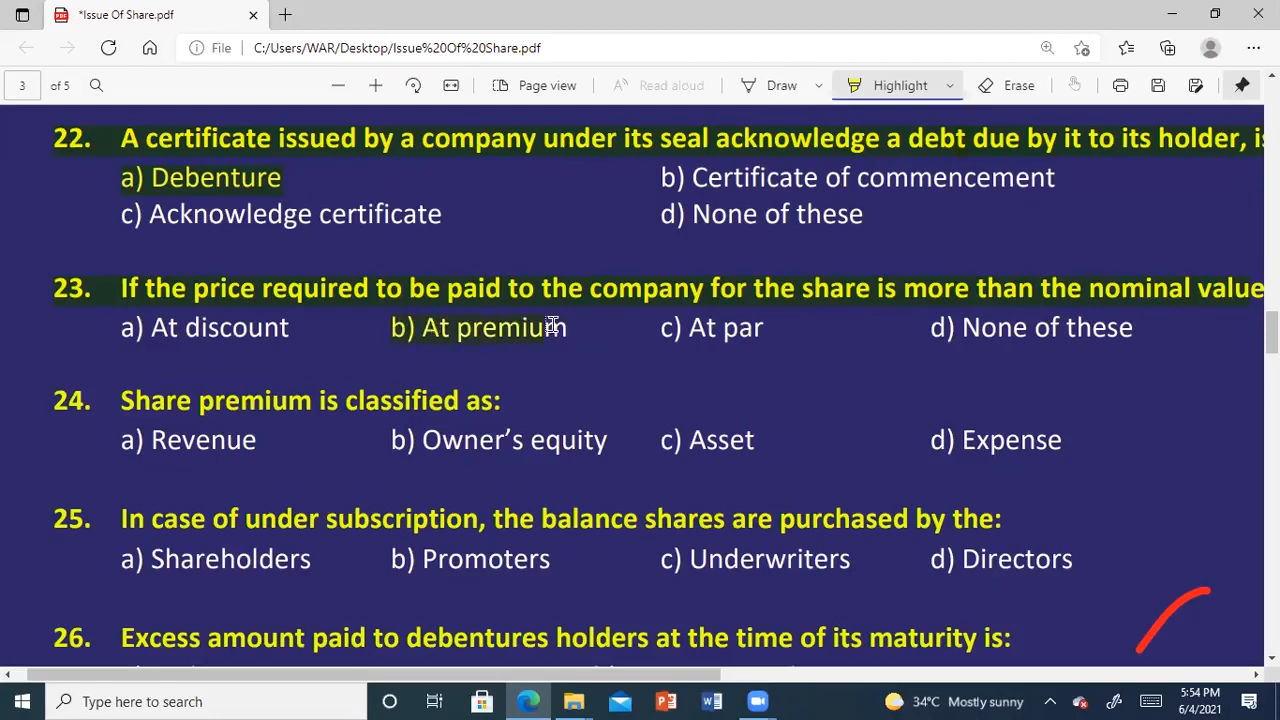 *Issue Of Share.pdf
File C:/Users/WAR/Desktop/Issue%20Of%20Share.pdf
3 of 5 Page view Read aloud Draw Highlight Erase
22. A certificate issued by a company under its seal acknowledge a debt due by it to its holder, is
a) Debenture b) Certificate of commencement
c) Acknowledge certificate d) None of these
23. If the price required to be paid to the company for the share is more than the nominal value
a) At discount b) At premium c) At par d) None of these
24. Share premium is classified as:
a) Revenue b) Owner’s equity c) Asset d) Expense
25. In case of under subscription, the balance shares are purchased by the:
a) Shareholders b) Promoters c) Underwriters d) Directors
26. Excess amount paid to debentures holders at the time of its maturity is:
Type here to search 34°C Mostly sunny 5:54 PM
6/4/2021